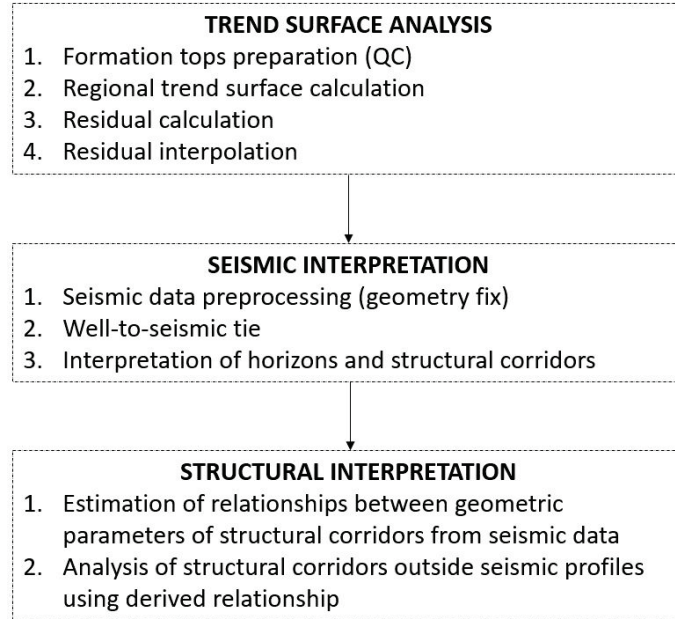 TREND SURFACE ANALYSIS
1. Formation tops preparation (QC)
2. Regional trend surface calculation
3. Residual calculation
4. Residual interpolation
SEISMIC INTERPRETATION
1. Seismic data preprocessing (geometry fix)
2. Well-to-seismic tie
3. Interpretation of horizons and structural corridors
STRUCTURAL INTERPRETATION
1. Estimation of relationships between geometric
parameters of structural corridors from seismic data
2. Analysis of structural corridors outside seismic profiles
using derived relationship